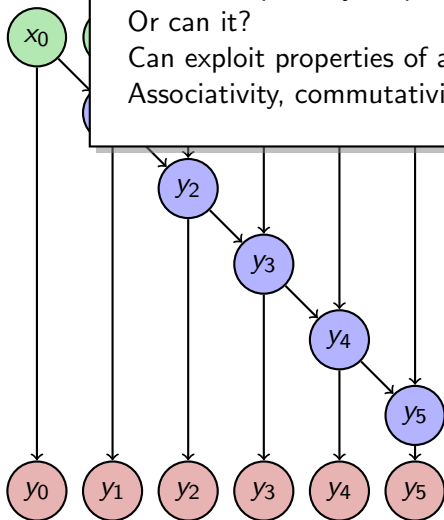 x0
Or can it?
Can exploit properties of a
Associativity, commutativi
y2
y3
y4
y5
y0 y1 y2 y3 y4 y5